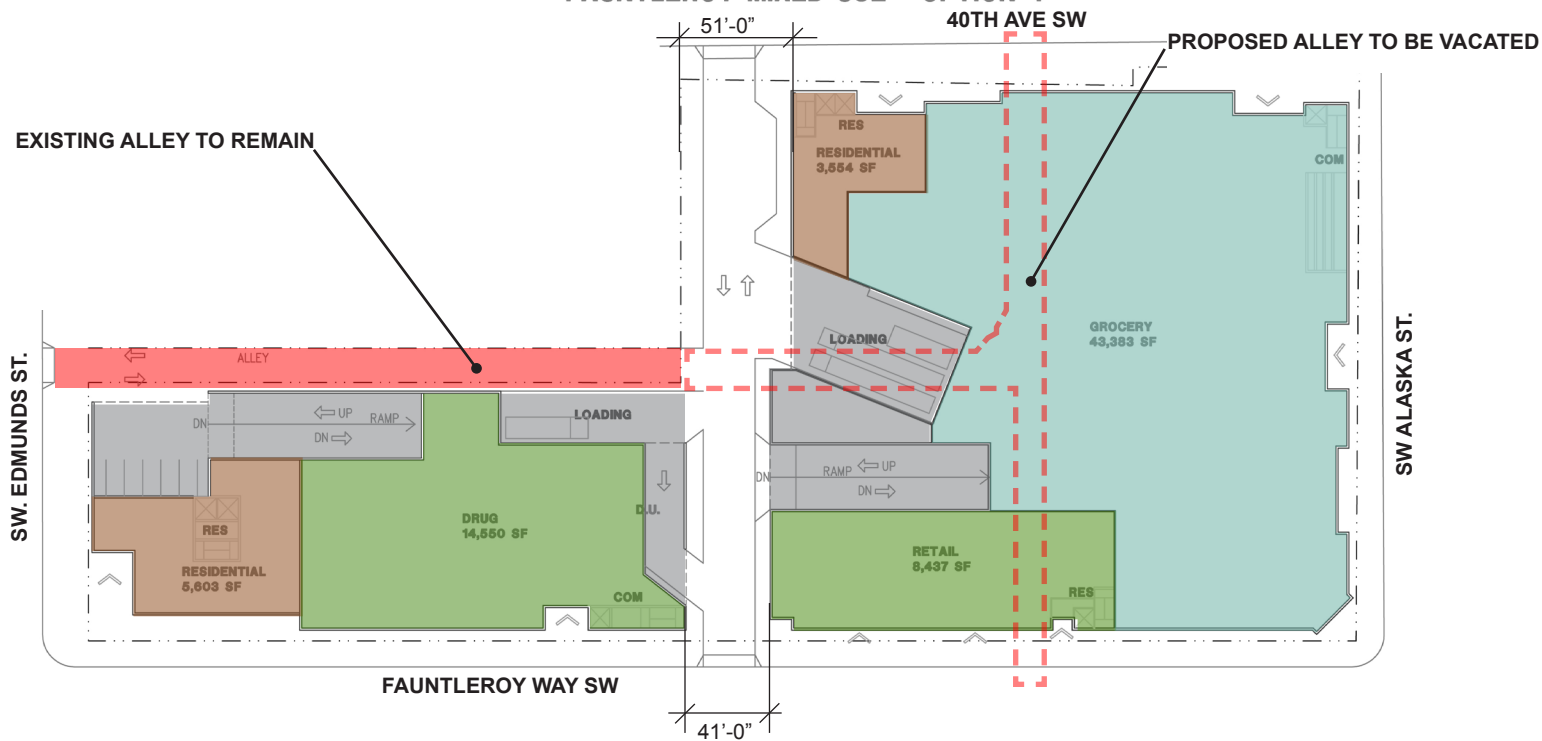 51'-0"
40TH AVE SW
PROPOSED ALLEY TO BE VACATED
EXISTING ALLEY TO REMAIN
RES
RESIDENTIAL
3,554 SF
COM
GROCERY
43,383 SF
LOADING
ALLEY
SW. EDMUNDS ST.
SW ALASKA ST.
DN
UP
RAMP
DN
LOADING
DN
RAMP
UP
DN
D.U.
DRUG
14,550 SF
RES
RESIDENTIAL
5,603 SF
COM
RETAIL
8,437 SF
RES
FAUNTLEROY WAY SW
41'-0"